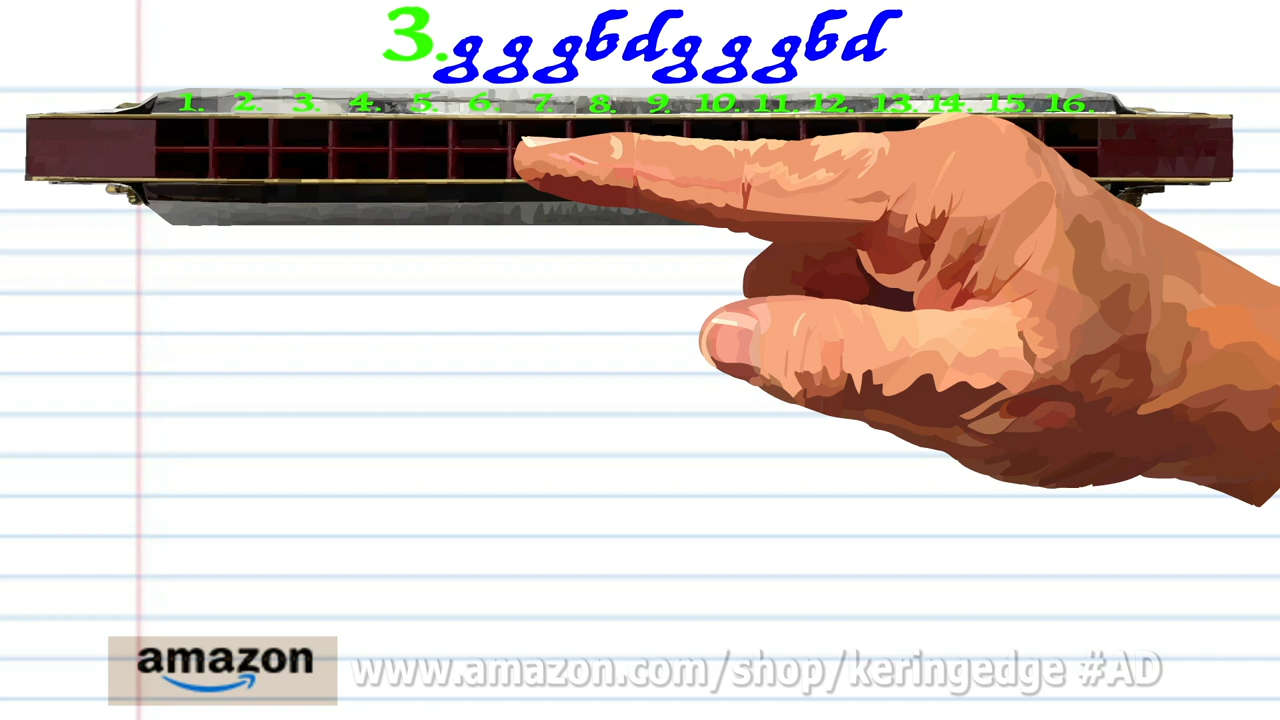 3.gggbdgggbd
1. 2. 3. 4. 5. 6. 7. 8. 9. 10. 11. 12. 13. 14. 15. 16.
amazon www.amazon.com/shop/keringedge #AD